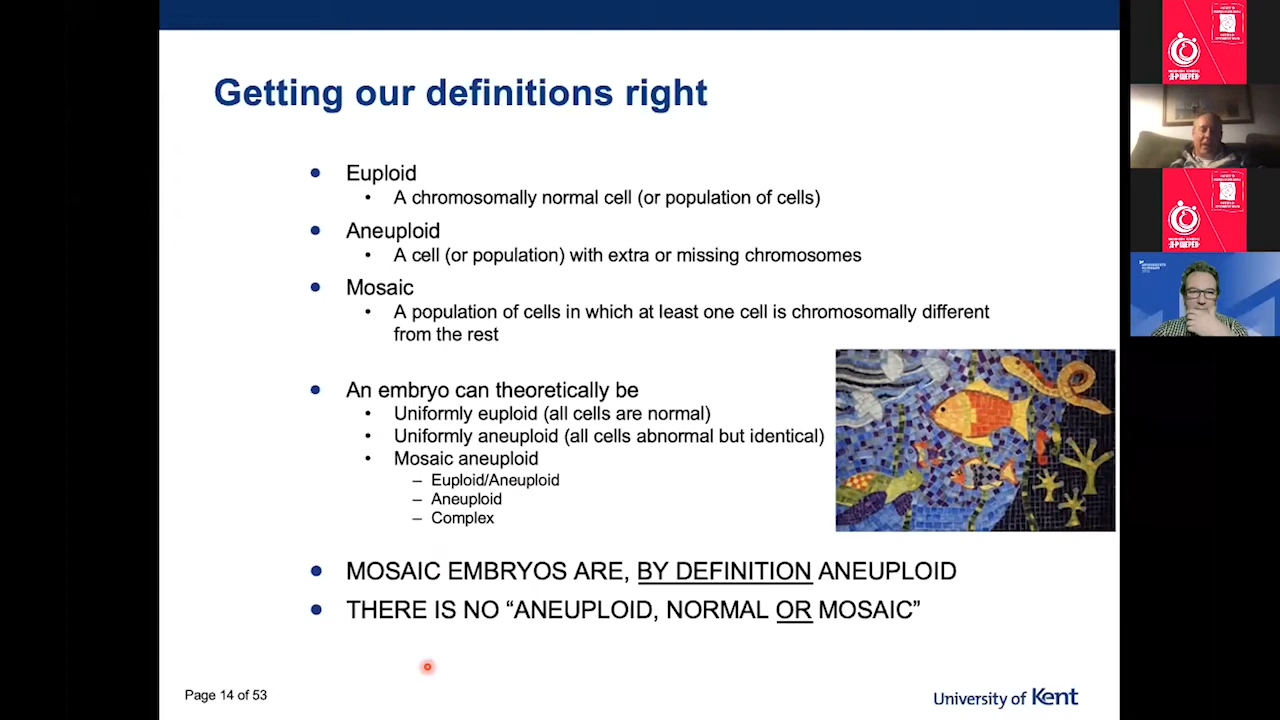 Getting our definitions right
• Euploid
• A chromosomally normal cell (or population of cells)
• Aneuploid
• A cell (or population) with extra or missing chromosomes
• Mosaic
• A population of cells in which at least one cell is chromosomally different
from the rest
• An embryo can theoretically be
• Uniformly euploid (all cells are normal)
• Uniformly aneuploid (all cells abnormal but identical)
• Mosaic aneuploid
– Euploid/Aneuploid
– Aneuploid
– Complex
• MOSAIC EMBRYOS ARE, BY DEFINITION ANEUPLOID
• THERE IS NO “ANEUPLOID, NORMAL OR MOSAIC”
Page 14 of 53
University of Kent
Д-Р ЩЕРЕВ
Д-Р ЩЕРЕВ